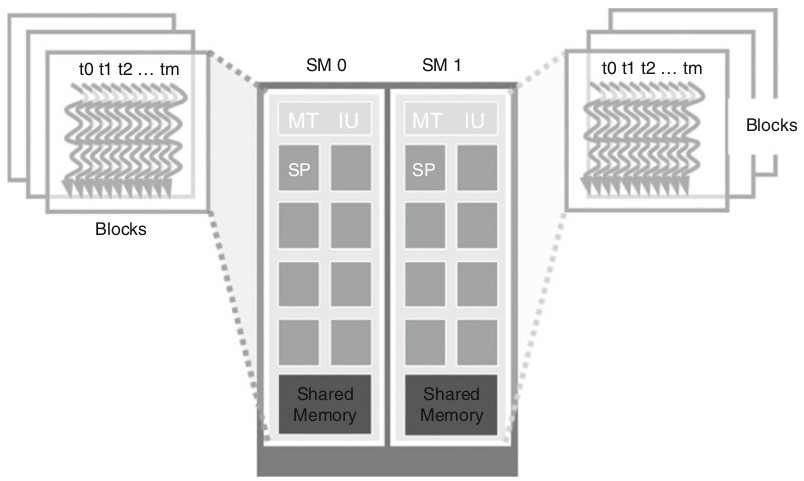 t0 t1 t2 … tm
Blocks
SM 0
SM 1
MT IU
SP
Shared
Memory
MT IU
SP
Shared
Memory
t0 t1 t2 … tm
Blocks